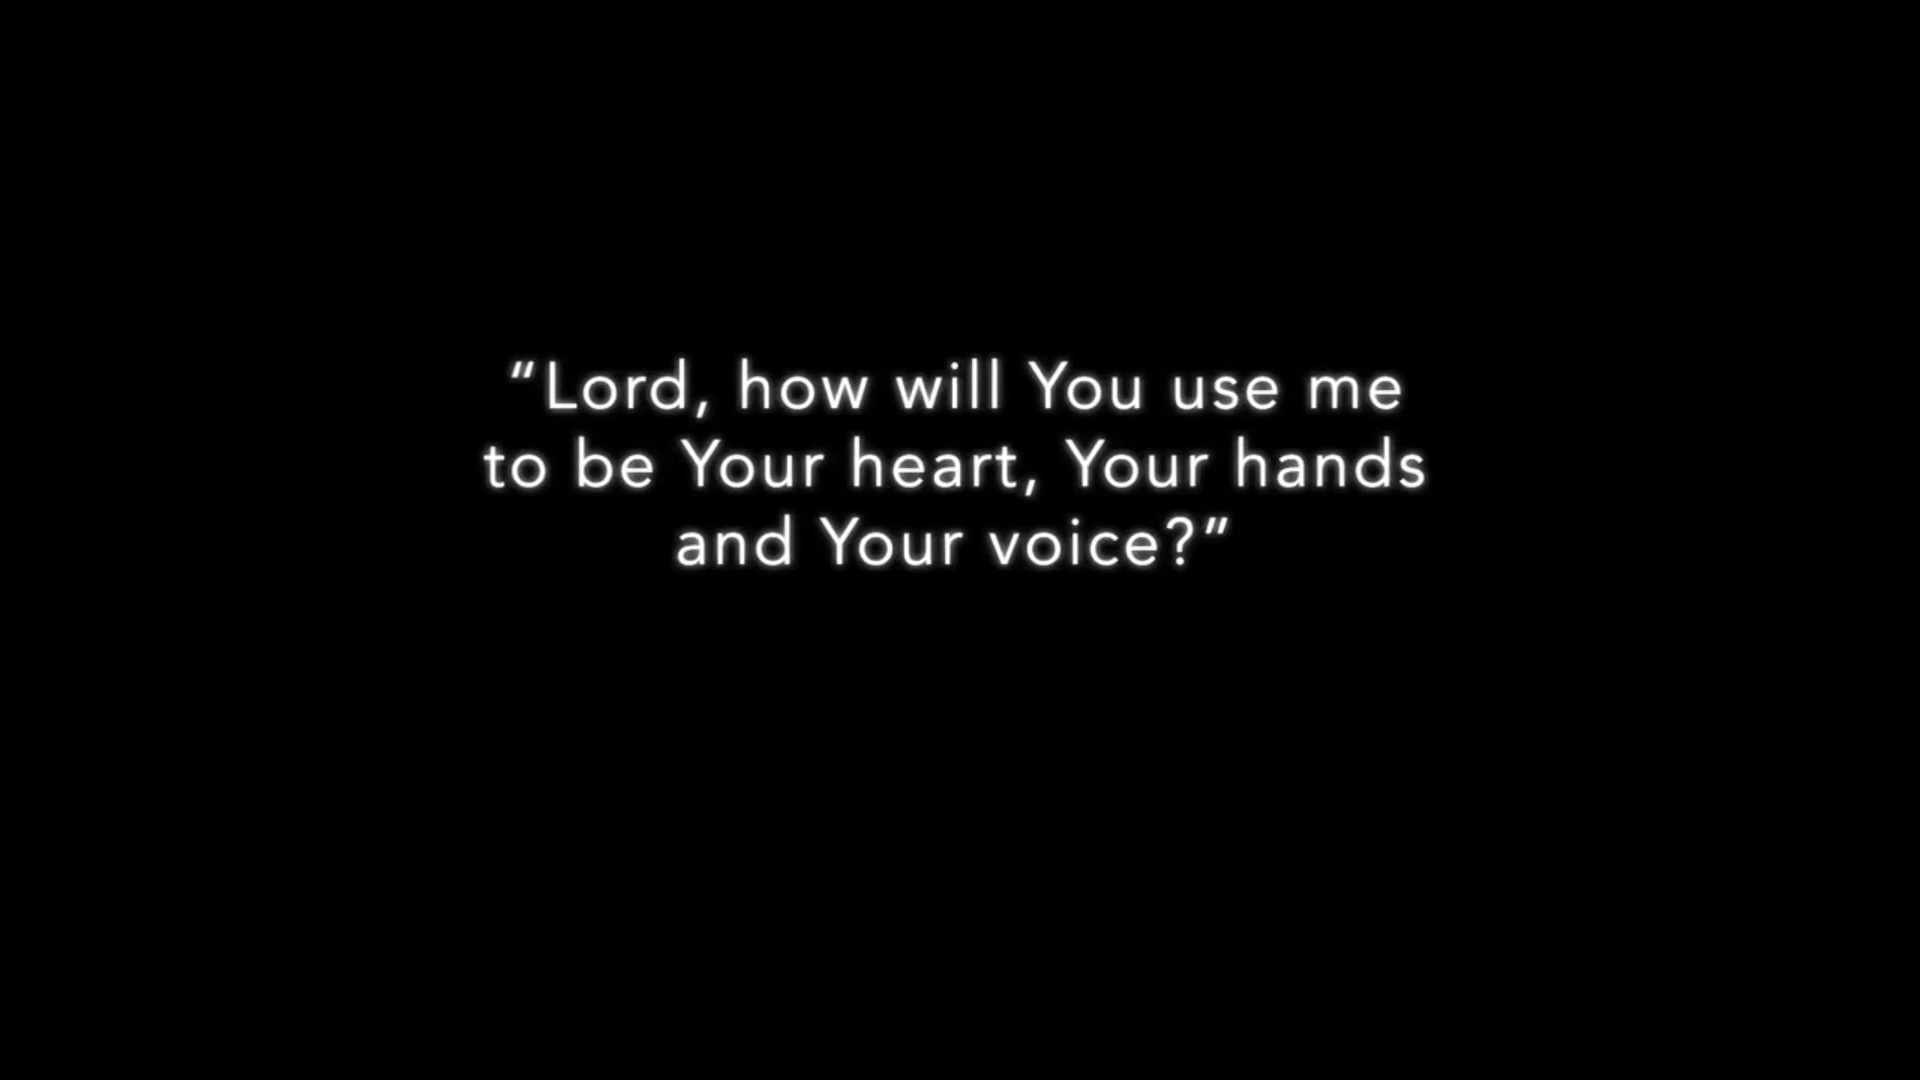 “Lord, how will You use me
to be Your heart, Your hands
and Your voice?”